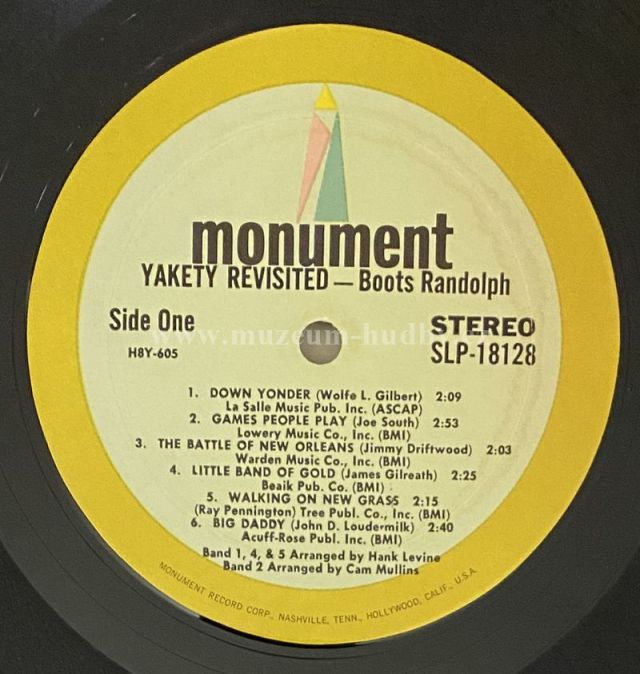 monument
YAKETY REVISITED — Boots Randolph
Side One
STEREO
H8Y-605
SLP-18128
www.muzeum-hudb
1. DOWN YONDER (Wolfe L. Gilbert) 2:09
La Salle Music Pub. Inc. (ASCAP)
2. GAMES PEOPLE PLAY (Joe South) 2:53
Lowery Music Co., Inc. (BMI)
3. THE BATTLE OF NEW ORLEANS (Jimmy Driftwood) 2:03
Warden Music Co., Inc. (BMI)
4. LITTLE BAND OF GOLD (James Gilreath) 2:25
Beaik Pub. Co. (BMI)
5. WALKING ON NEW GRASS 2:15
(Ray Pennington) Tree Publ. Co., Inc. (BMI)
6. BIG DADDY (John D. Loudermilk) 2:40
Acuff-Rose Publ. Inc. (BMI)
Band 1, 4, & 5 Arranged by Hank Levine
Band 2 Arranged by Cam Mullins
MONUMENT RECORD CORP., NASHVILLE, TENN., HOLLYWOOD, CALIF., U.S.A.